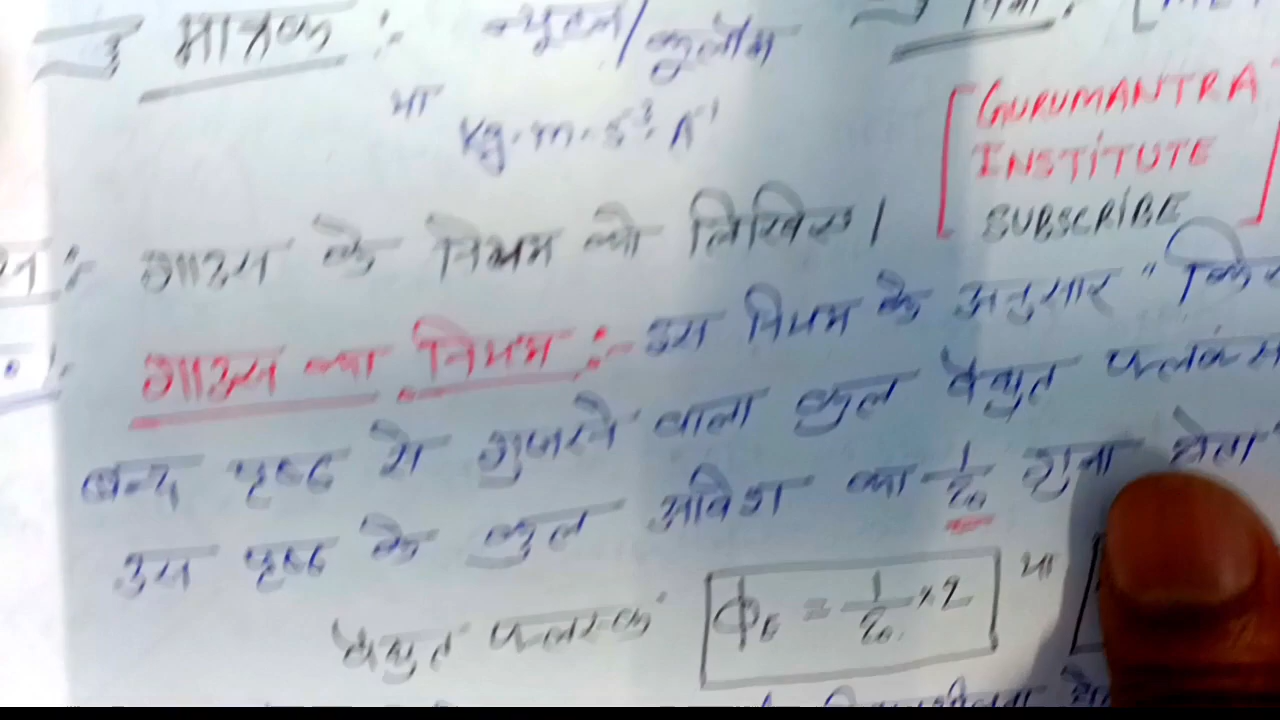 ⇒ मात्रक :- न्यूटन/कूलॉम
या kg.m.s⁻³.A⁻¹
GURUMANTRA
INSTITUTE
SUBSCRIBE
गाउस के नियम को लिखिए।
गाउस का नियम :- इस नियम के अनुसार "
बन्द पृष्ठ से गुजरने वाला कुल वैद्युत
उस पृष्ठ के कुल आवेश का 1/ε₀ गुना होता
वैद्युत फ्लक्स ϕE = 1/ε₀ × q या